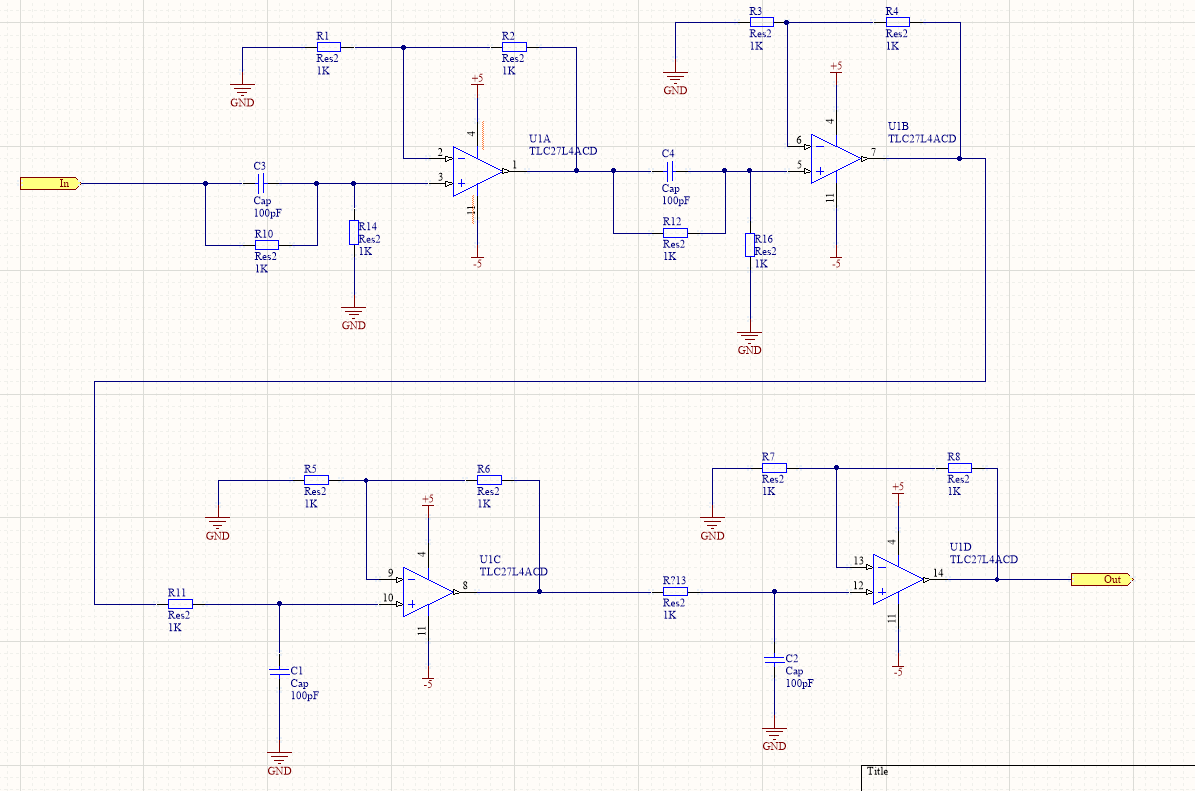 R1
Res2
1K
R2
Res2
1K
GND
+5
4
U1A
TLC27L4ACD
2
3
1
11
-5
In
C3
Cap
100pF
R10
Res2
1K
R14
Res2
1K
GND
R3
Res2
1K
R4
Res2
1K
GND
+5
4
U1B
TLC27L4ACD
6
5
7
11
-5
C4
Cap
100pF
R12
Res2
1K
R16
Res2
1K
GND
R5
Res2
1K
R6
Res2
1K
GND
+5
4
U1C
TLC27L4ACD
9
10
8
11
-5
R11
Res2
1K
C1
Cap
100pF
GND
R7
Res2
1K
R8
Res2
1K
GND
+5
4
U1D
TLC27L4ACD
13
12
14
11
-5
Out
R?13
Res2
1K
C2
Cap
100pF
GND
Title